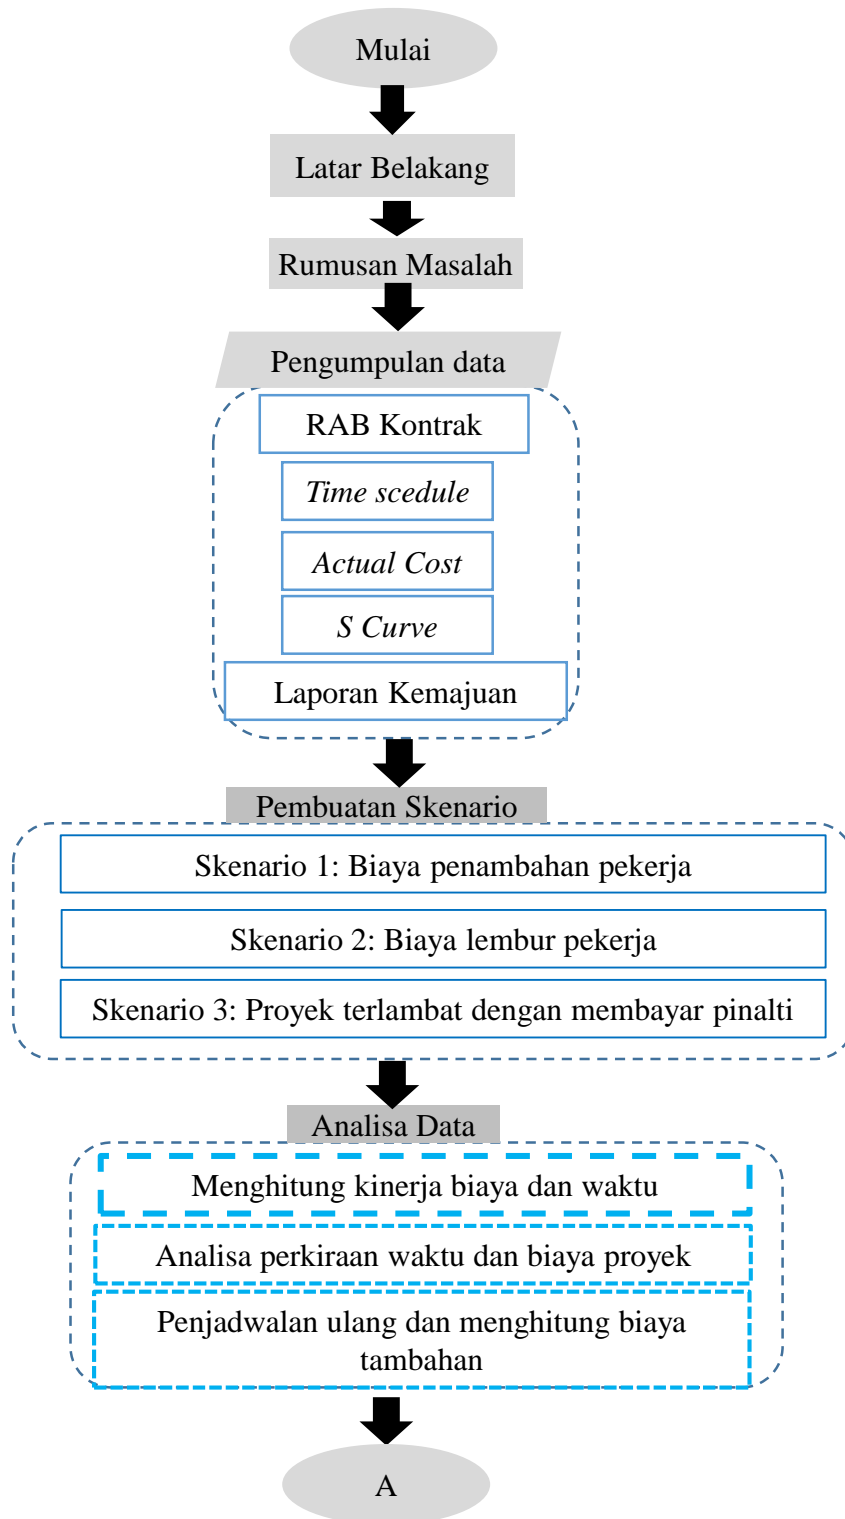 Mulai
Latar Belakang
Rumusan Masalah
Pengumpulan data
RAB Kontrak
Time scedule
Actual Cost
S Curve
Laporan Kemajuan
Pembuatan Skenario
Skenario 1: Biaya penambahan pekerja
Skenario 2: Biaya lembur pekerja
Skenario 3: Proyek terlambat dengan membayar pinalti
Analisa Data
Menghitung kinerja biaya dan waktu
Analisa perkiraan waktu dan biaya proyek
Penjadwalan ulang dan menghitung biaya
tambahan
A